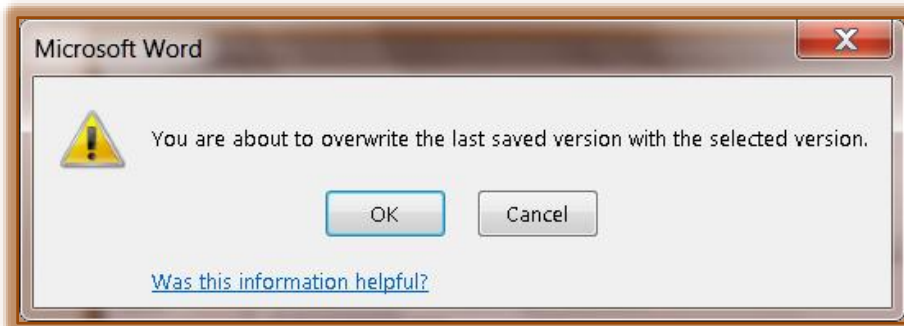 Microsoft Word
You are about to overwrite the last saved version with the selected version.
OK
Cancel
Was this information helpful?